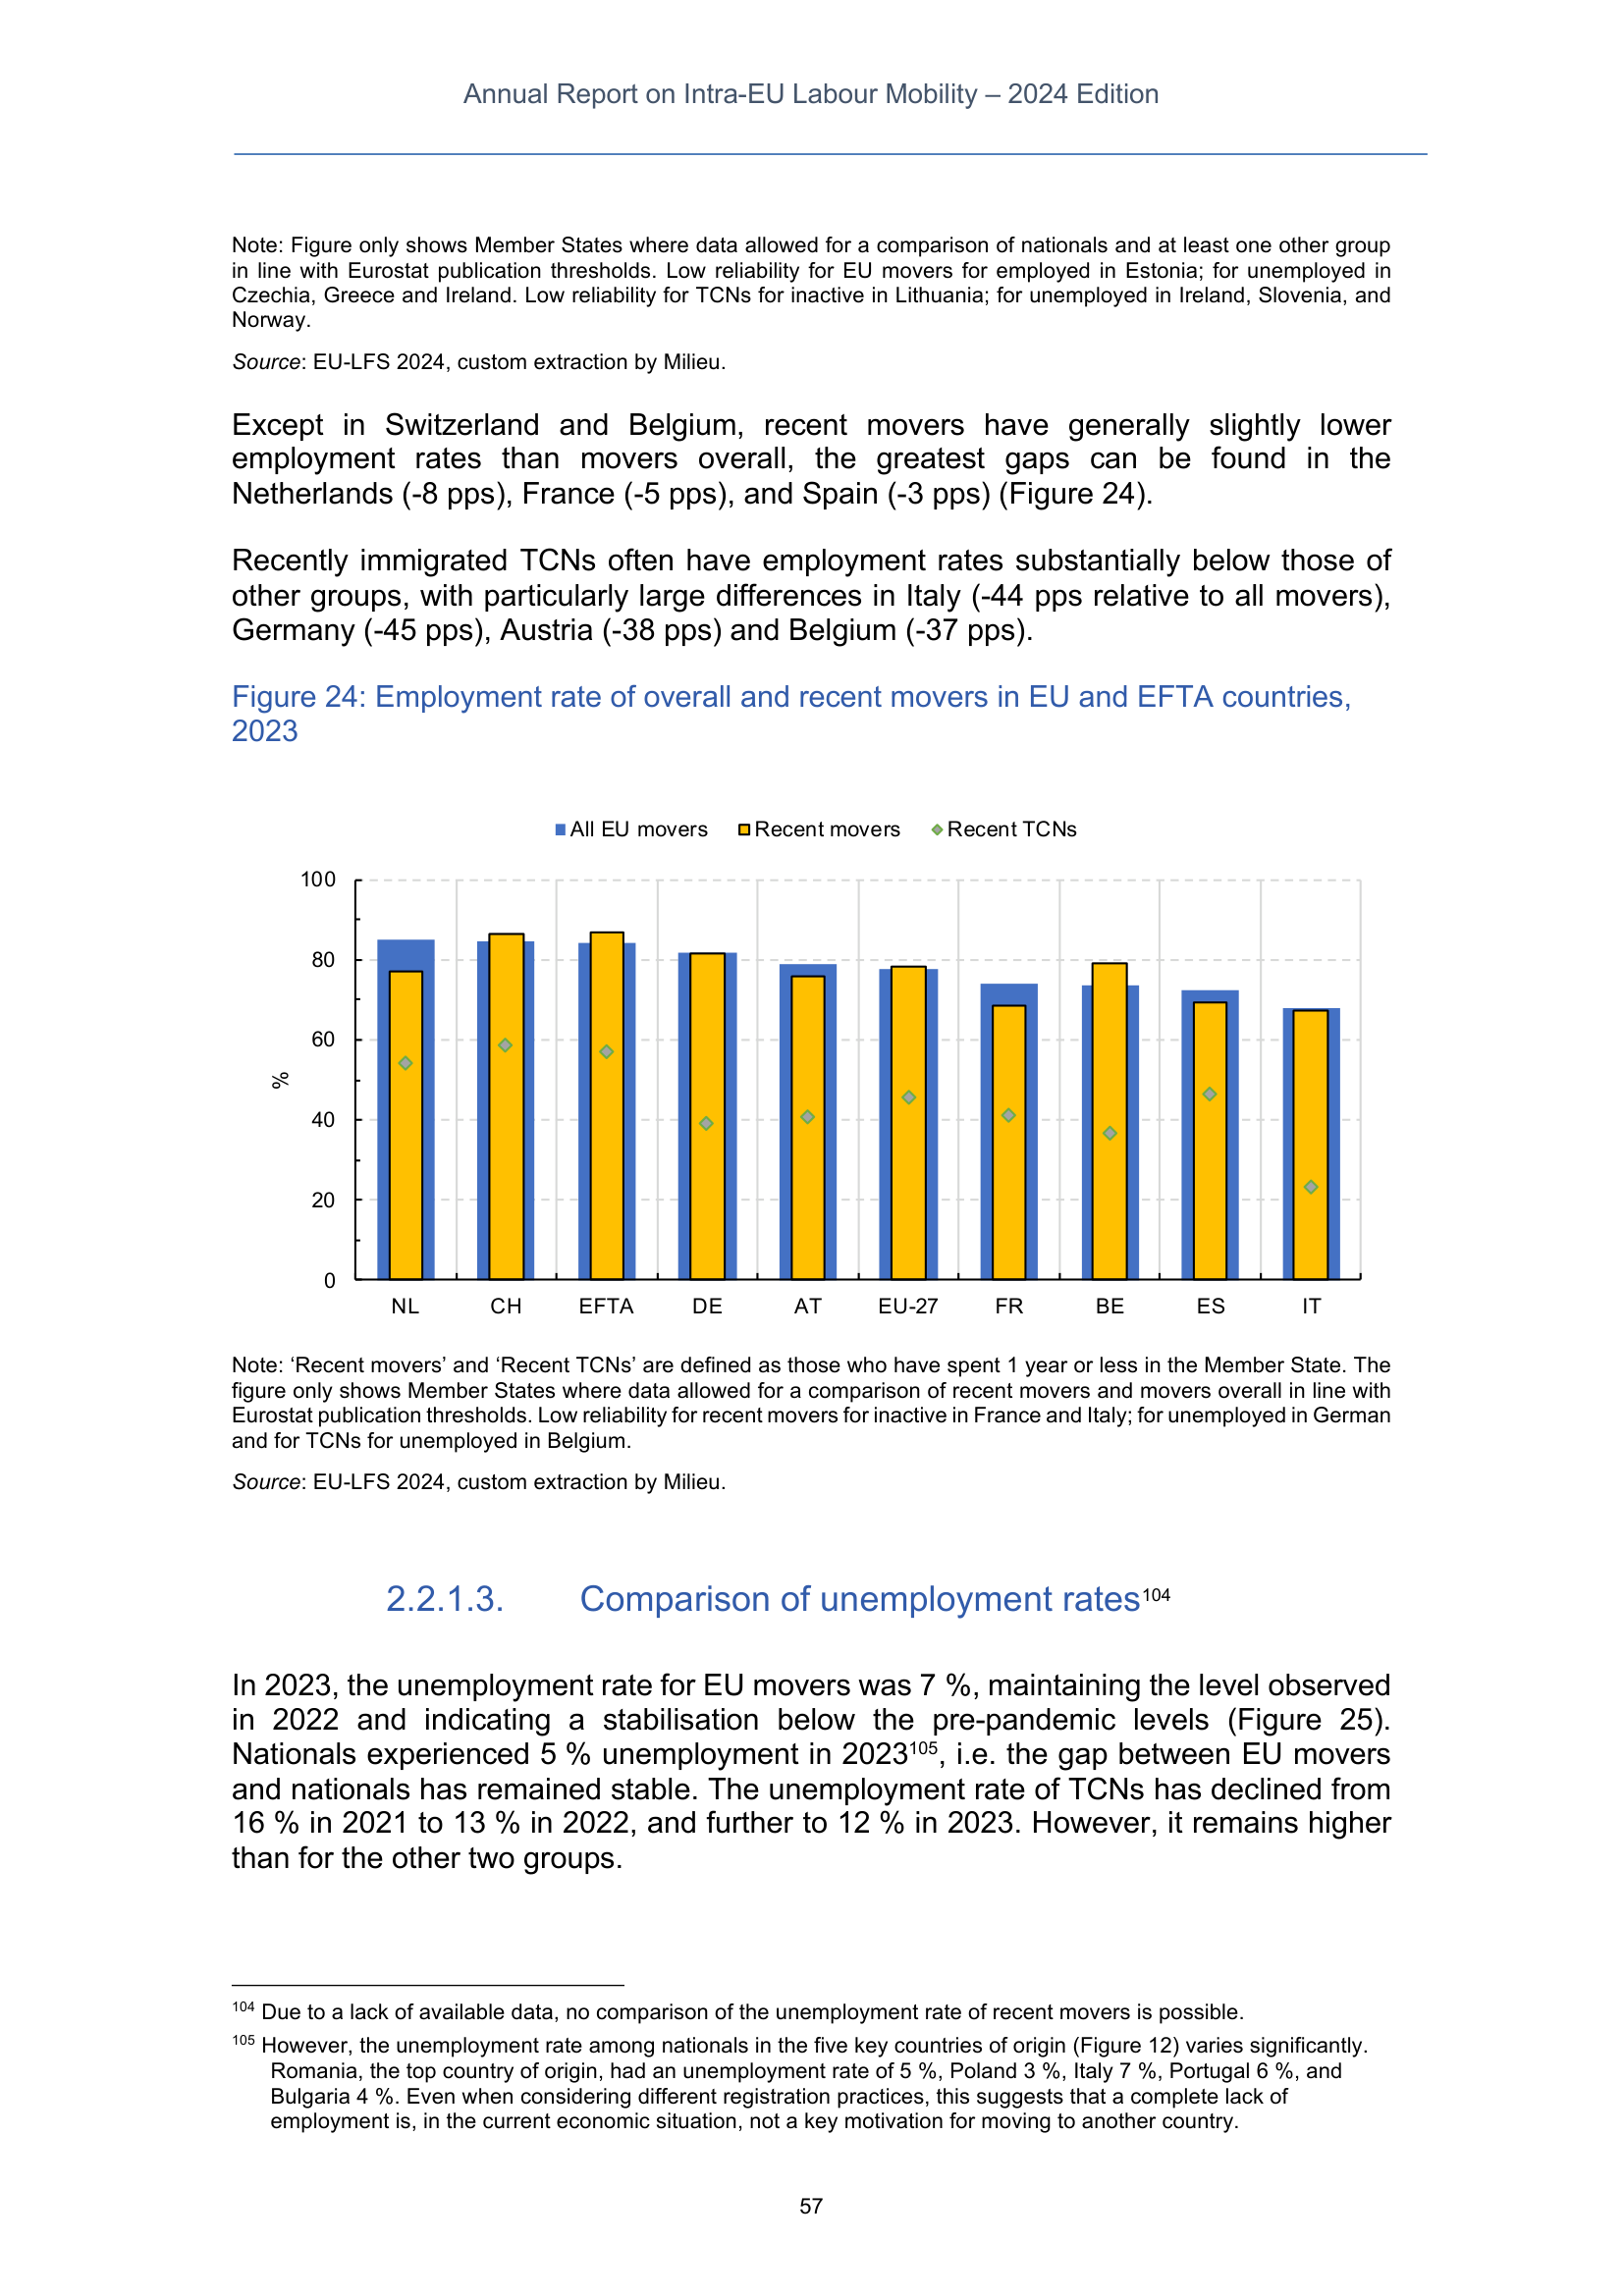 Annual Report on Intra-EU Labour Mobility – 2024 Edition
Note: Figure only shows Member States where data allowed for a comparison of nationals and at least one other group
in line with Eurostat publication thresholds. Low reliability for EU movers for employed in Estonia; for unemployed in
Czechia, Greece and Ireland. Low reliability for TCNs for inactive in Lithuania; for unemployed in Ireland, Slovenia, and
Norway.
Source: EU-LFS 2024, custom extraction by Milieu.
Except in Switzerland and Belgium, recent movers have generally slightly lower
employment rates than movers overall, the greatest gaps can be found in the
Netherlands (-8 pps), France (-5 pps), and Spain (-3 pps) (Figure 24).
Recently immigrated TCNs often have employment rates substantially below those of
other groups, with particularly large differences in Italy (-44 pps relative to all movers),
Germany (-45 pps), Austria (-38 pps) and Belgium (-37 pps).
Figure 24: Employment rate of overall and recent movers in EU and EFTA countries,
2023
All EU movers Recent movers Recent TCNs
100
80
60
%
40
20
0
NL CH EFTA DE AT EU-27 FR BE ES IT
Note: ‘Recent movers’ and ‘Recent TCNs’ are defined as those who have spent 1 year or less in the Member State. The
figure only shows Member States where data allowed for a comparison of recent movers and movers overall in line with
Eurostat publication thresholds. Low reliability for recent movers for inactive in France and Italy; for unemployed in German
and for TCNs for unemployed in Belgium.
Source: EU-LFS 2024, custom extraction by Milieu.
2.2.1.3. Comparison of unemployment rates104
In 2023, the unemployment rate for EU movers was 7 %, maintaining the level observed
in 2022 and indicating a stabilisation below the pre-pandemic levels (Figure 25).
Nationals experienced 5 % unemployment in 2023105, i.e. the gap between EU movers
and nationals has remained stable. The unemployment rate of TCNs has declined from
16 % in 2021 to 13 % in 2022, and further to 12 % in 2023. However, it remains higher
than for the other two groups.
104 Due to a lack of available data, no comparison of the unemployment rate of recent movers is possible.
105 However, the unemployment rate among nationals in the five key countries of origin (Figure 12) varies significantly.
Romania, the top country of origin, had an unemployment rate of 5 %, Poland 3 %, Italy 7 %, Portugal 6 %, and
Bulgaria 4 %. Even when considering different registration practices, this suggests that a complete lack of
employment is, in the current economic situation, not a key motivation for moving to another country.
57